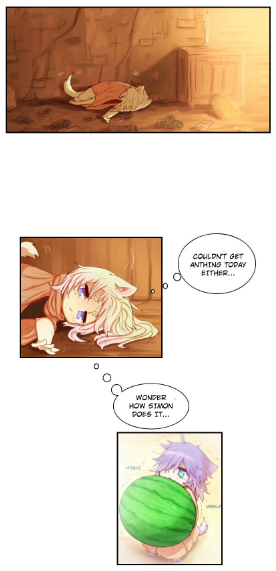 COULDN'T GET
ANTHING TODAY
EITHER...
WONDER
HOW SIMON
DOES IT...